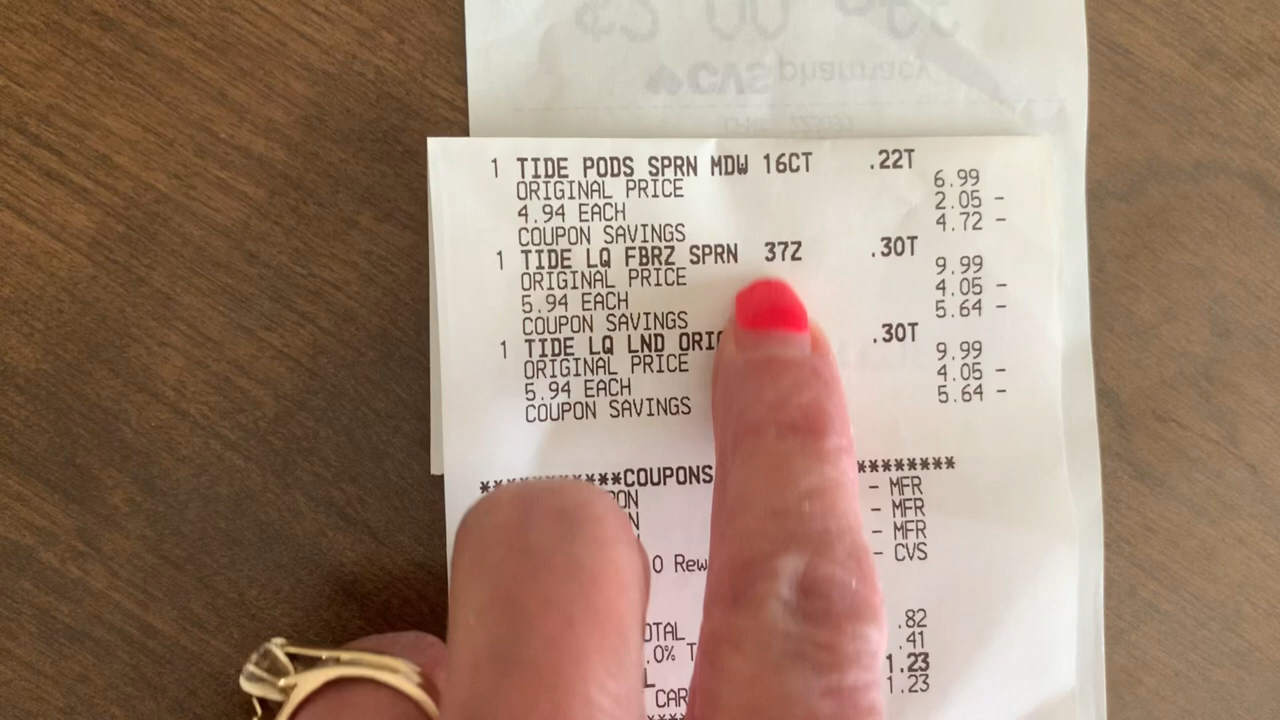 CVS pharmacy
1 TIDE PODS SPRN MDW 16CT .22T
ORIGINAL PRICE 6.99
4.94 EACH 2.05 -
COUPON SAVINGS 4.72 -
1 TIDE LQ FBRZ SPRN 37Z .30T
ORIGINAL PRICE 9.99
5.94 EACH 4.05 -
COUPON SAVINGS 5.64 -
1 TIDE LQ LND .30T
ORIGINAL PRICE 9.99
5.94 EACH 4.05 -
COUPON SAVINGS 5.64 -
***********COUPONS ********
- MFR
- MFR
- MFR
- CVS
.82
.41
1.23
1.23